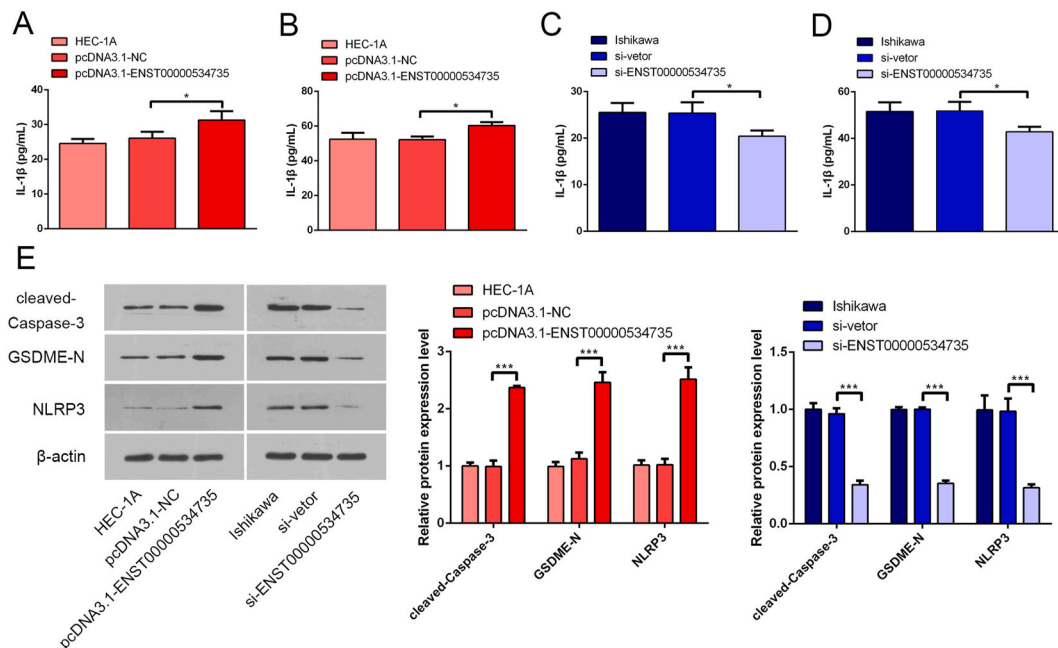 A
HEC-1A
pcDNA3.1-NC
pcDNA3.1-ENST00000534735
*
IL-1β (pg/mL)
40
30
20
10
0
B
HEC-1A
pcDNA3.1-NC
pcDNA3.1-ENST00000534735
*
IL-1β (pg/mL)
80
60
40
20
0
C
Ishikawa
si-vetor
si-ENST00000534735
*
IL-1β (pg/mL)
30
20
10
0
D
Ishikawa
si-vetor
si-ENST00000534735
*
IL-1β (pg/mL)
60
40
20
0
E
cleaved-
Caspase-3
GSDME-N
NLRP3
β-actin
HEC-1A
pcDNA3.1-NC
pcDNA3.1-ENST00000534735
Ishikawa
si-vetor
si-ENST00000534735
HEC-1A
pcDNA3.1-NC
pcDNA3.1-ENST00000534735
*** *** ***
Relative protein expression level
3
2
1
0
cleaved-Caspase-3
GSDME-N
NLRP3
Ishikawa
si-vetor
si-ENST00000534735
*** *** ***
Relative protein expression level
1.5
1.0
0.5
0.0
cleaved-Caspase-3
GSDME-N
NLRP3